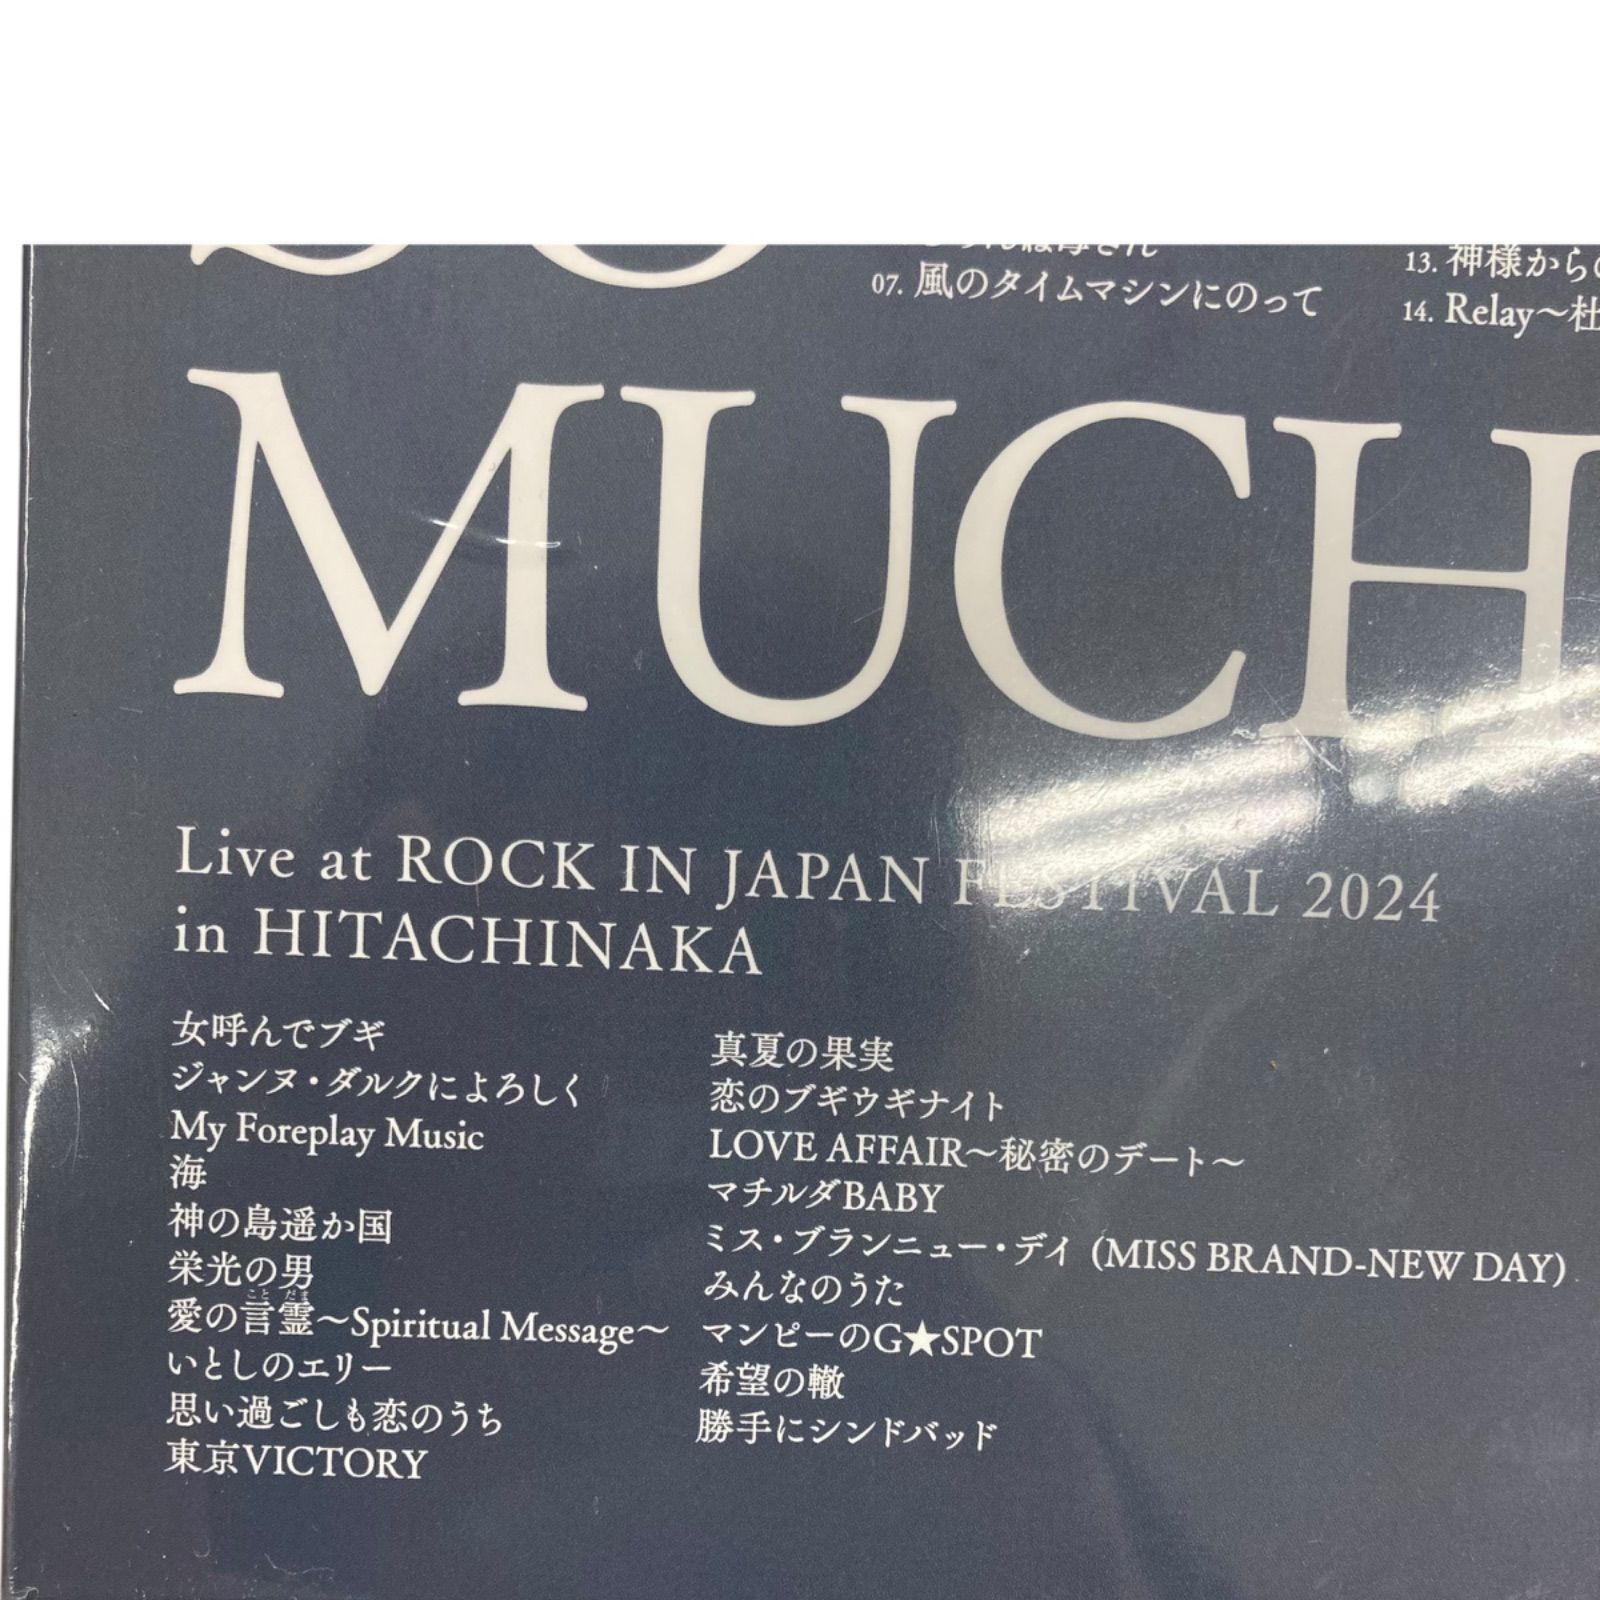 07. 風のタイムマシンにのって
13. 神様から
14. Relay〜杜
MUCH
Live at ROCK IN JAPAN FESTIVAL 2024
in HITACHINAKA
女呼んでブギ
ジャンヌ・ダルクによろしく
My Foreplay Music
海
神の島遥か国
栄光の男
愛の言霊〜Spiritual Message〜
いとしのエリー
思い過ごしも恋のうち
東京VICTORY
真夏の果実
恋のブギウギナイト
LOVE AFFAIR〜秘密のデート〜
マチルダBABY
ミス・ブランニュー・デイ (MISS BRAND-NEW DAY)
みんなのうた
マンピーのG★SPOT
希望の轍
勝手にシンドバッド